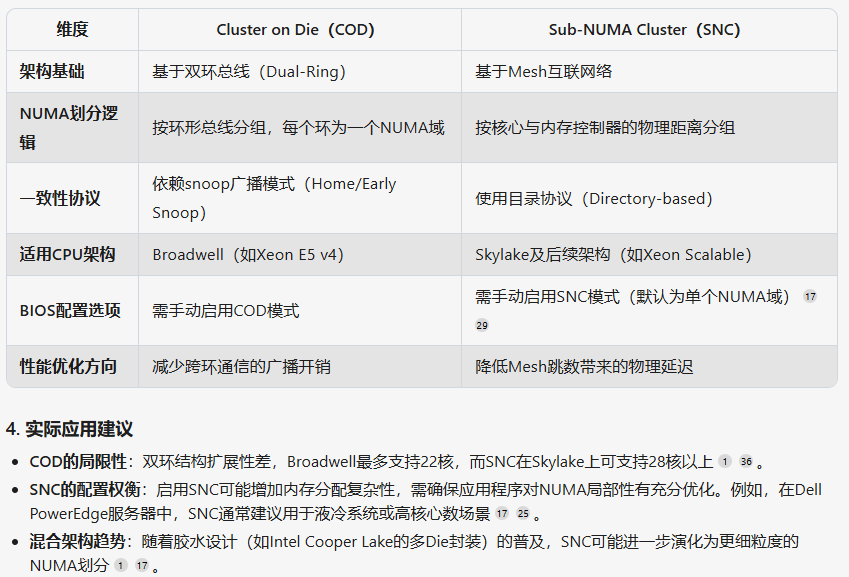 维度 Cluster on Die（COD） Sub-NUMA Cluster（SNC）
架构基础 基于双环总线（Dual-Ring） 基于Mesh互联网络
NUMA划分逻
辑 按环形总线分组，每个环为一个NUMA域 按核心与内存控制器的物理距离分组
一致性协议 依赖snoop广播模式（Home/Early
Snoop） 使用目录协议（Directory-based）
适用CPU架构 Broadwell（如Xeon E5 v4） Skylake及后续架构（如Xeon Scalable）
BIOS配置选项 需手动启用COD模式 需手动启用SNC模式（默认为单个NUMA域） 17
29
性能优化方向 减少跨环通信的广播开销 降低Mesh跳数带来的物理延迟
4. 实际应用建议
• COD的局限性：双环结构扩展性差，Broadwell最多支持22核，而SNC在Skylake上可支持28核以上 1 36 。
• SNC的配置权衡：启用SNC可能增加内存分配复杂性，需确保应用程序对NUMA局部性有充分优化。例如，在Dell
PowerEdge服务器中，SNC通常建议用于液冷系统或高核心数场景 17 25 。
• 混合架构趋势：随着胶水设计（如Intel Cooper Lake的多Die封装）的普及，SNC可能进一步演化为更细粒度的
NUMA划分 1 17 。